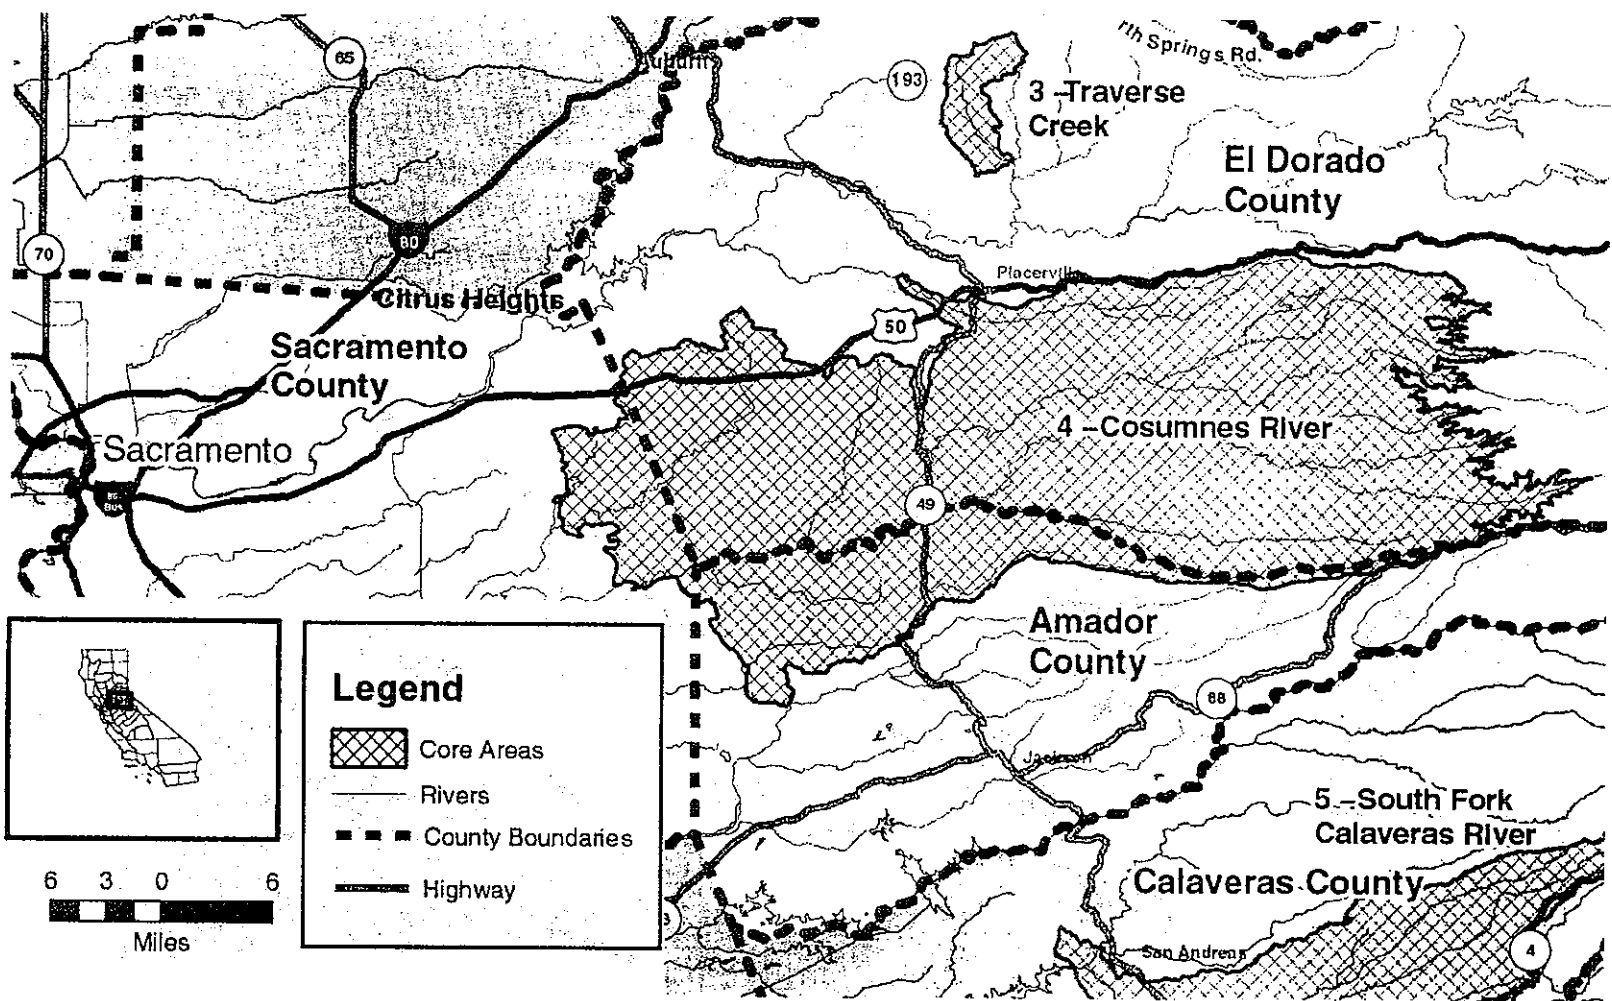 65
Auburn
rth Springs Rd.
193
3 –Traverse
Creek
El Dorado
County
80
70
Placerville
Citrus Heights
50
Sacramento
County
4 –Cosumnes River
Sacramento
49
80
Amador
County
Legend
Core Areas
88
Rivers
Jackson
5 –South Fork
Calaveras River
County Boundaries
Calaveras County
6 3 0 6
Highway
Miles
San Andreas
4